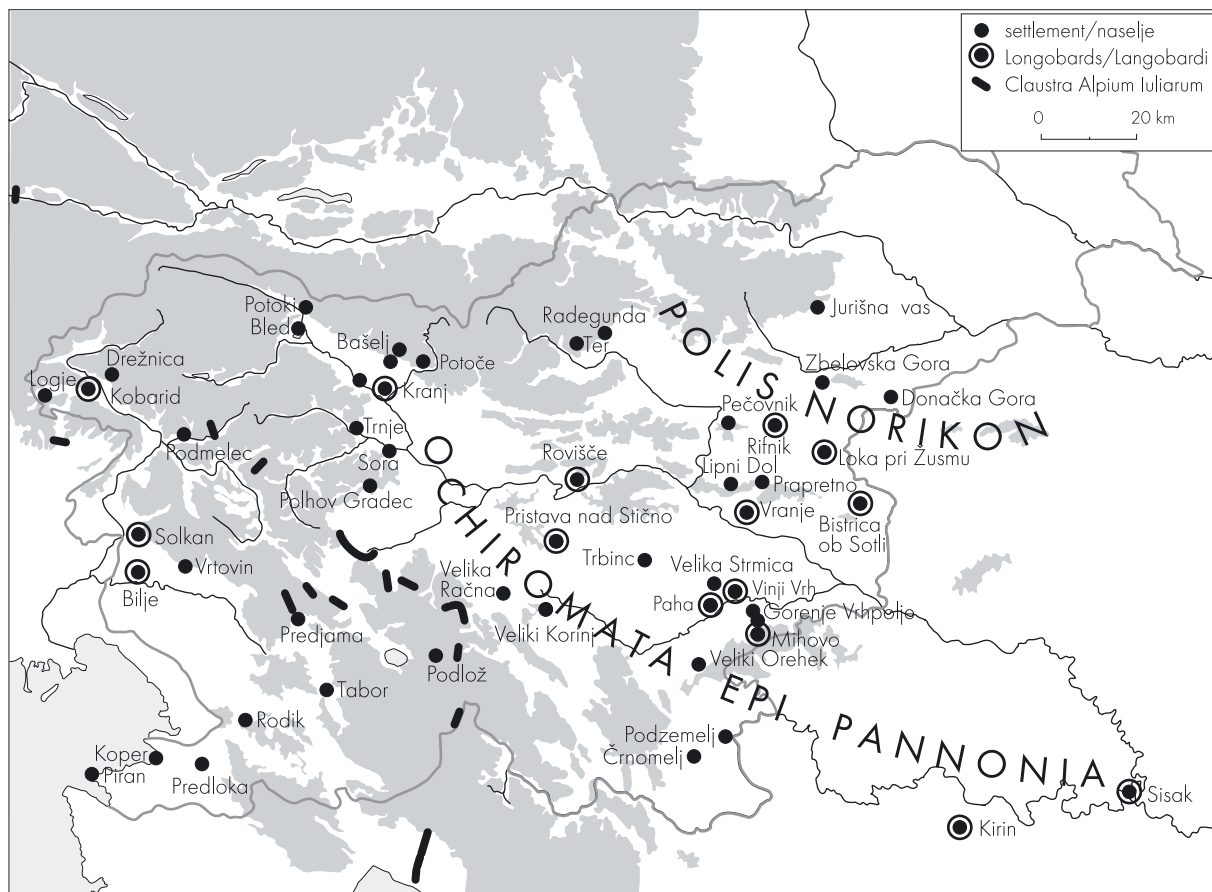 settlement/naselje
Longobards/Langobardi
Claustra Alpium Iuliarum
0 20 km
Potoki
Bled
Bašelj
Potoče
Kranj
Radegunda
Ter
Jurišna vas
Drežnica
Logje
Kobarid
Zbelovska Gora
Donačka Gora
Pečovnik
Rifnik
Loka pri Žusmu
Trnje
Podmelec
Sora
Polhov Gradec
Rovišče
Lipni Dol
Prapretno
Vranje
Bistrica
ob Sotli
POLIS NORIKON
OCHIROMATA EPI PANNONIA
Pristava nad Stično
Solkan
Vrtovin
Bilje
Trbinc
Velika Strmica
Velika
Račna
Vinji Vrh
Paha
Gorenje Vrhpolje
Mihovo
Veliki Korinj
Predjama
Veliki Orehek
Podlož
Tabor
Rodik
Podzemelj
Črnomelj
Koper
Piran
Predloka
Sisak
Kirin